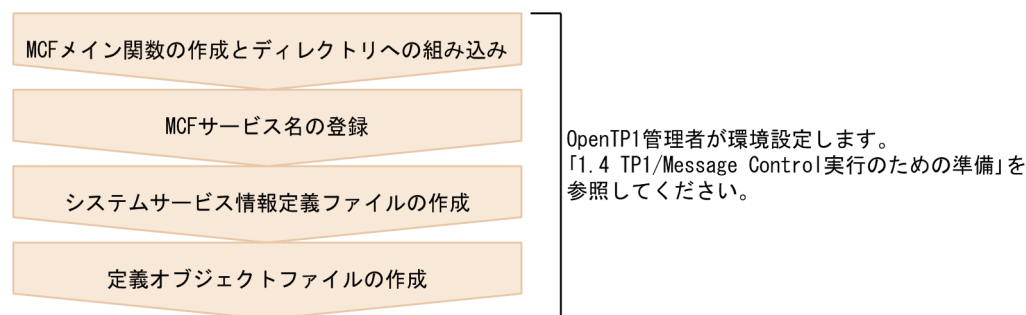 MCFメイン関数の作成とディレクトリへの組み込み
MCFサービス名の登録
システムサービス情報定義ファイルの作成
定義オブジェクトファイルの作成
OpenTP1管理者が環境設定します。
「1.4 TP1/Message Control実行のための準備」を
参照してください。